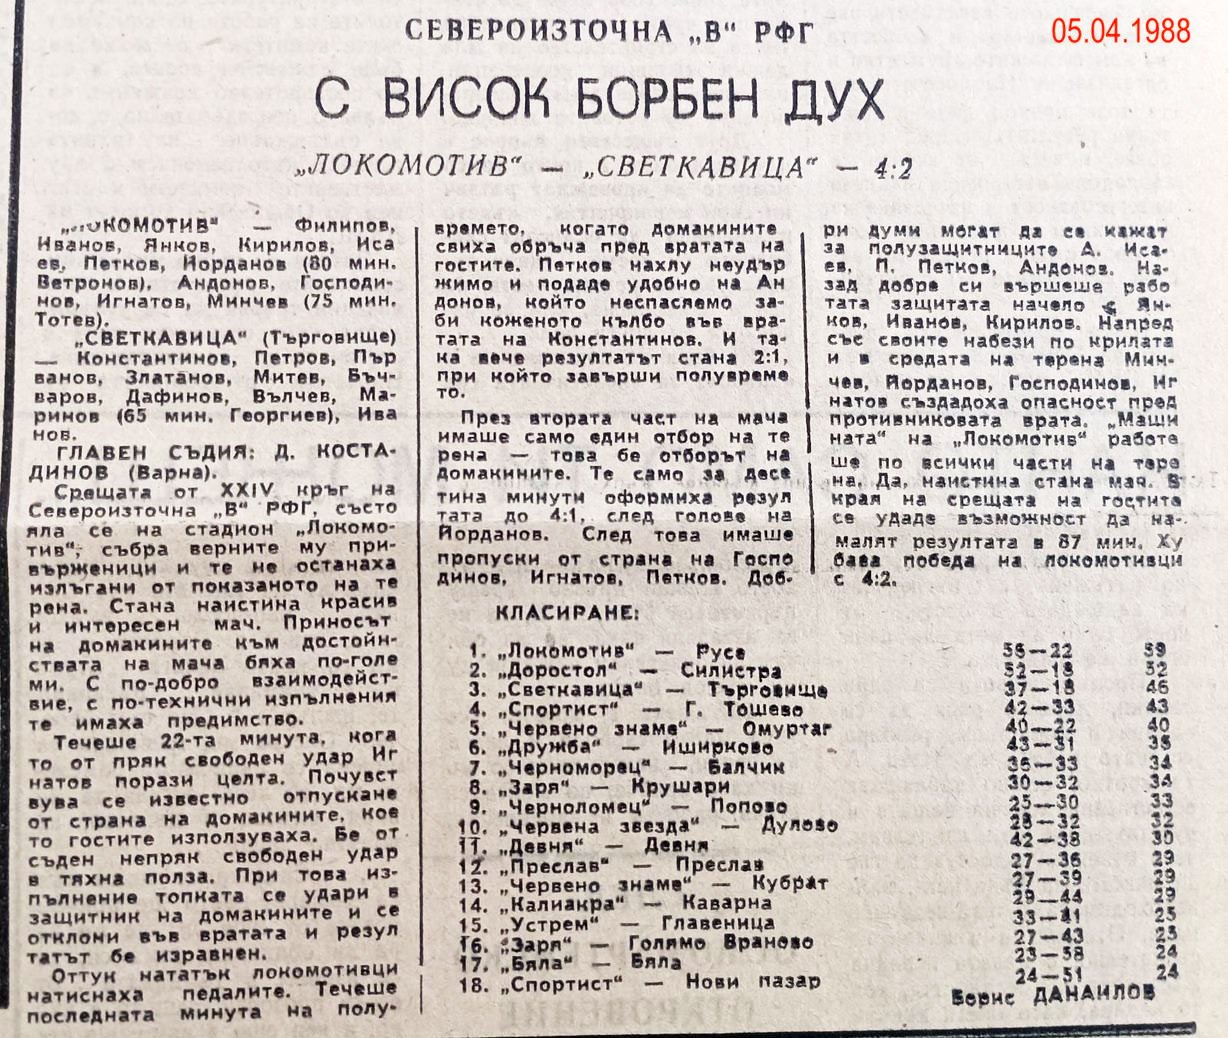 СЕВЕРОИЗТОЧНА „В“ РФГ
05.04.1988
С ВИСОК БОРБЕН ДУХ
„ЛОКОМОТИВ“ — „СВЕТКАВИЦА“ — 4:2
„ЛОКОМОТИВ“ — Филипов,
Иванов, Янков, Кирилов, Иса
ев, Петков, Йорданов (80 мин.
Ветронов), Андонов, Господи-
нов, Игнатов, Минчев (75 мин.
Тотев).
„СВЕТКАВИЦА“ (Търговище)
— Константинов, Петров, Пър
ванов, Златанов, Митев, Бъч-
варов, Дафинов, Вълчев, Ма-
ринов (65 мин. Георгиев), Ива
нов.
ГЛАВЕН СЪДИЯ: Д. КОСТА-
ДИНОВ (Варна).
Срещата от XXIV кръг на
Североизточна „В“ РФГ, състо
яла се на стадион „Локомо-
тив“, събра верните му при-
върженици и те не останаха
излъгани от показаното на те
рена. Стана наистина красив
и интересен мач. Приносът
на домакините към достойн-
ствата на мача бяха по-голе
ми. С по-добро взаимодейст-
вие, с по-технични изпълнения
те имаха предимство.
Течеше 22-та минута, кога
то от пряк свободен удар Иг
натов порази целта. Почувст
вува се известно отпускане
от страна на домакините, кое
то гостите използуваха. Бе от
съден непряк свободен удар
в тяхна полза. При това из-
пълнение топката се удари в
защитник на домакините и се
отклони във вратата и резул
татът бе изравнен.
Оттук нататък локомотивци
натиснаха педалите. Течеше
последната минута на полу-
времето, когато домакините
свиха обръча пред вратата на
гостите. Петков нахлу неудър
жимо и подаде удобно на Ан
донов, който неспасяемо за-
би коженото кълбо във вра-
тата на Константинов. И та-
ка вече резултатът стана 2:1,
при който завърши полувреме
то.
През втората част на мача
имаше само един отбор на те
рена — това бе отборът на
домакините. Те само за десе
тина минути оформиха резул
тата до 4:1, след голове на
Йорданов. След това имаше
пропуски от страна на Госпо
динов, Игнатов, Петков. Доб-
ри думи могат да се кажат
за полузащитниците А. Иса-
ев, П. Петков, Андонов. На-
зад добре си вършеше рабо
тата защитата начело с Ян-
ков, Иванов, Кирилов. Напред
със своите набези по крилата
и в средата на терена Мин-
чев, Йорданов, Господинов, Иг
натов създадоха опасност пред
противниковата врата. „Маши
ната“ на „Локомотив“ работе
ше по всички части на тере
на. Да, наистина стана мач. В
края на срещата на гостите
се удаде възможност да на-
малят резултата в 87 мин. Ху
бава победа на локомотивци
с 4:2.
КЛАСИРАНЕ:
1. „Локомотив“ — Русе 22 59
2. „Доростол“ — Силистра 52—18 52
3. „Светкавица“ — Търговище 37—18 46
4. „Спортист“ — Г. Тошево 42—33 43
5. „Червено знаме“ — Омуртаг 40—22 40
6. „Дружба“ — Иширково 43—31
7. „Черноморец“ — Балчик 34
8. „Заря“ — Крушари 30—32 34
9. „Черноломец“ — Попово 25—30 33
10. „Червена звезда“ — Дулово 32
11. „Девня“ — Девня 42—38 30
12. „Преслав“ — Преслав 27—36 29
13. „Червено знаме“ — Кубрат 27—39 29
14. „Калиакра“ — Каварна 29—44 29
15. „Устрем“ — Главеница 33—41 25
16. „Заря“ — Голямо Враново 27—43
17. „Бяла“ — Бяла 23—58 24
18. „Спортист“ — Нови пазар 24—51 24
Борис ДАНАИЛОВ